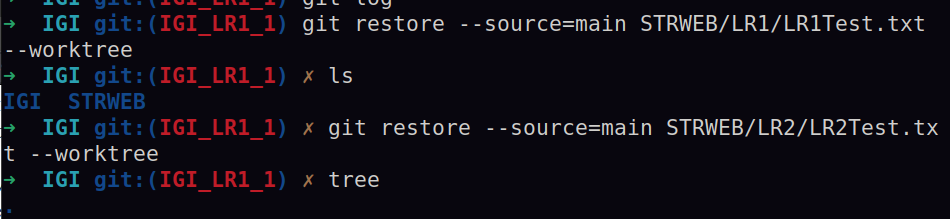 → IGI git:(IGI_LR1_1) git log
→ IGI git:(IGI_LR1_1) git restore --source=main STRWEB/LR1/LR1Test.txt
--worktree
→ IGI git:(IGI_LR1_1) ✗ ls
IGI STRWEB
→ IGI git:(IGI_LR1_1) ✗ git restore --source=main STRWEB/LR2/LR2Test.tx
t --worktree
→ IGI git:(IGI_LR1_1) ✗ tree
.